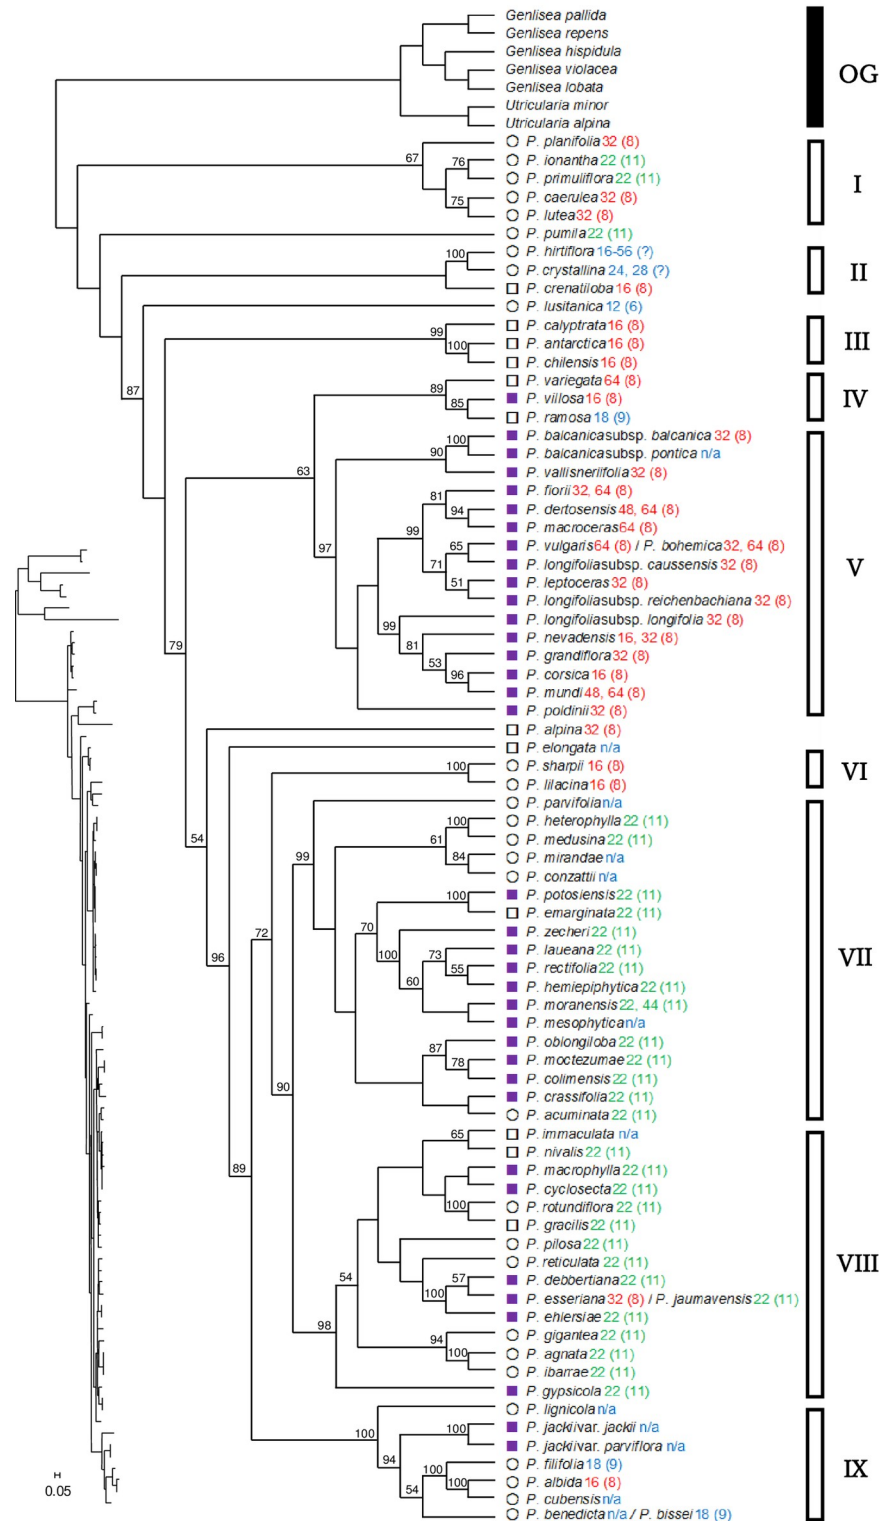 Genlisea pallida
Genlisea repens
Genlisea hispidula
Genlisea violacea
Genlisea lobata
Utricularia minor
Utricularia alpina
OG
P. planifolia 32 (8)
67
76 P. ionantha 22 (11)
P. primuliflora 22 (11)
I
75 P. caerulea 32 (8)
P. lutea 32 (8)
P. pumila 22 (11)
100 P. hirtiflora 16-56 (?)
P. crystallina 24, 28 (?)
II
P. crenatiloba 16 (8)
P. lusitanica 12 (6)
99 P. calyptrata 16 (8)
100 P. antarctica 16 (8)
III
P. chilensis 16 (8)
87
89 P. variegata 64 (8)
85 P. villosa 16 (8)
IV
P. ramosa 18 (9)
63
100 P. balcanica subsp. balcanica 32 (8)
90 P. balcanica subsp. pontica n/a
P. vallisneriifolia 32 (8)
81 P. fiorii 32, 64 (8)
94 P. dertosensis 48, 64 (8)
P. macroceras 64 (8)
99
65 P. vulgaris 64 (8) / P. bohemica 32, 64 (8)
97
71 P. longifolia subsp. caussensis 32 (8)
V
51 P. leptoceras 32 (8)
P. longifolia subsp. reichenbachiana 32 (8)
99 P. longifolia subsp. longifolia 32 (8)
81 P. nevadensis 16, 32 (8)
79
53 P. grandiflora 32 (8)
96 P. corsica 16 (8)
P. mundi 48, 64 (8)
P. poldinii 32 (8)
P. alpina 32 (8)
P. elongata n/a
100 P. sharpii 16 (8)
VI
P. lilacina 16 (8)
P. parvifolia n/a
100 P. heterophylla 22 (11)
54
61 P. medusina 22 (11)
99
84 P. mirandae n/a
P. conzattii n/a
100 P. potosiensis 22 (11)
P. emarginata 22 (11)
70
72
P. zecheri 22 (11)
73 P. laueana 22 (11)
VII
96
100
55 P. rectifolia 22 (11)
60 P. hemiepiphytica 22 (11)
P. moranensis 22, 44 (11)
P. mesophytica n/a
87 P. oblongiloba 22 (11)
78 P. moctezumae 22 (11)
P. colimensis 22 (11)
90
P. crassifolia 22 (11)
P. acuminata 22 (11)
65 P. immaculata n/a
P. nivalis 22 (11)
89
P. macrophylla 22 (11)
P. cyclosecta 22 (11)
100 P. rotundiflora 22 (11)
P. gracilis 22 (11)
P. pilosa 22 (11)
P. reticulata 22 (11)
VIII
54
57 P. debbertiana 22 (11)
100 P. esseriana 32 (8) / P. jaumavensis 22 (11)
P. ehlersiae 22 (11)
98
94 P. gigantea 22 (11)
100 P. agnata 22 (11)
P. ibarrae 22 (11)
P. gypsicola 22 (11)
P. lignicola n/a
100
100 P. jackii var. jackii n/a
P. jackii var. parviflora n/a
94
100 P. filifolia 18 (9)
IX
100 P. albida 16 (8)
54 P. cubensis n/a
P. benedicta n/a / P. bissei 18 (9)
0.05